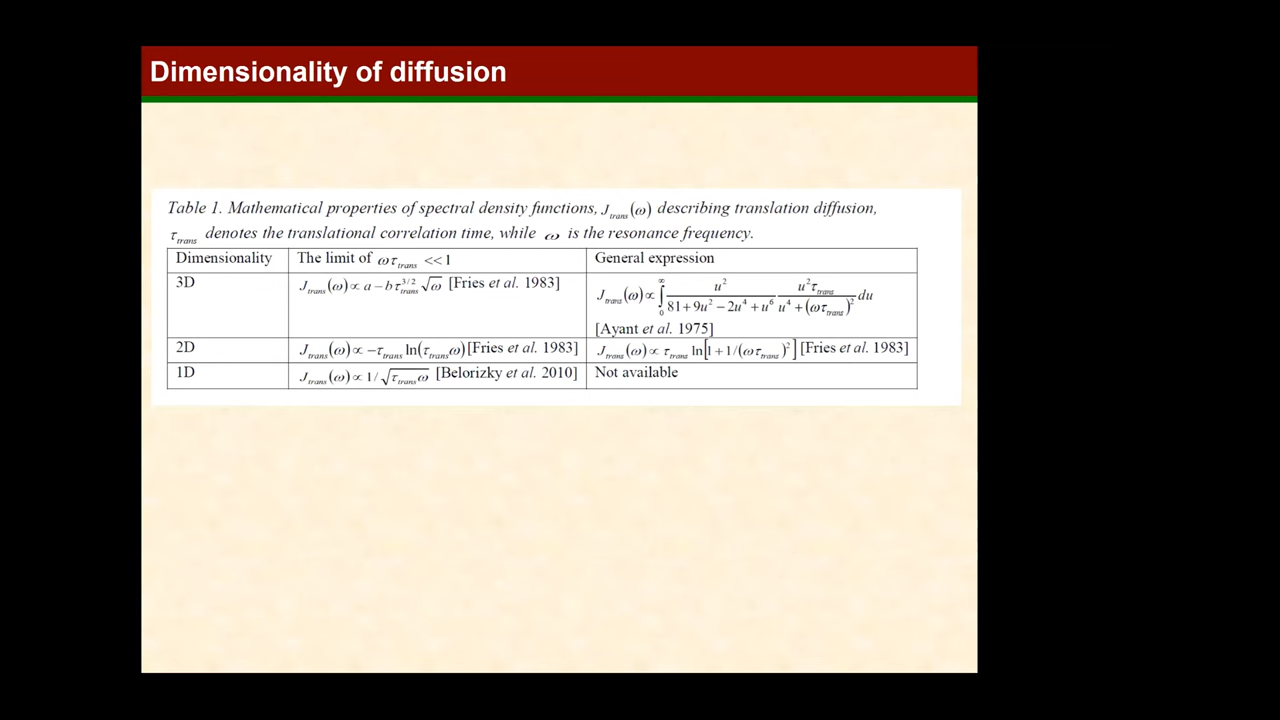 Dimensionality of diffusion
Table 1. Mathematical properties of spectral density functions, J_trans(ω) describing translation diffusion,
τ_trans denotes the translational correlation time, while ω is the resonance frequency.
Dimensionality The limit of ωτ_trans << 1 General expression
3D J_trans(ω) ∝ a − bτ_trans^{3/2} √ω [Fries et al. 1983] J_trans(ω) ∝ ∫_0^∞ u²/(81+9u²−2u⁴+u⁶) u²τ_trans/(u⁴+(ωτ_trans)²) du
[Ayant et al. 1975]
2D J_trans(ω) ∝ −τ_trans ln(τ_trans ω) [Fries et al. 1983] J_trans(ω) ∝ τ_trans ln[1+1/(ωτ_trans)²] [Fries et al. 1983]
1D J_trans(ω) ∝ 1/√(τ_trans ω) [Belorizky et al. 2010] Not available